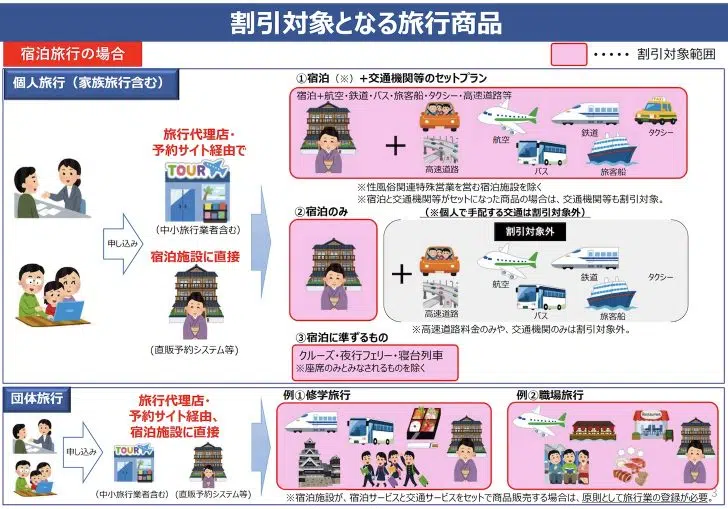 割引対象となる旅行商品
宿泊旅行の場合
・・・・・ 割引対象範囲
個人旅行（家族旅行含む）
申し込み
旅行代理店・
予約サイト経由で
TOUR
(中小旅行業者含む)
宿泊施設に直接
(直販予約システム等)
①宿泊（※）+交通機関等のセットプラン
宿泊+航空・鉄道・バス・旅客船・タクシー・高速道路等
+
高速道路
航空
鉄道
タクシー
バス
旅客船
※性風俗関連特殊営業を営む宿泊施設を除く
※宿泊と交通機関等がセットになった商品の場合は、交通機関等も割引対象。
②宿泊のみ
（※個人で手配する交通は割引対象外）
割引対象外
+
高速道路
航空
鉄道
タクシー
バス
旅客船
※高速道路料金のみや、交通機関のみは割引対象外。
③宿泊に準ずるもの
クルーズ・夜行フェリー・寝台列車
※座席のみとみなされるものを除く
団体旅行
申し込み
旅行代理店・
予約サイト経由、
宿泊施設に直接
TOUR
(中小旅行業者含む)
(直販予約システム等)
例①修学旅行
例②職場旅行
Restaurant
※宿泊施設が、宿泊サービスと交通サービスをセットで商品販売する場合は、原則として旅行業の登録が必要。
3